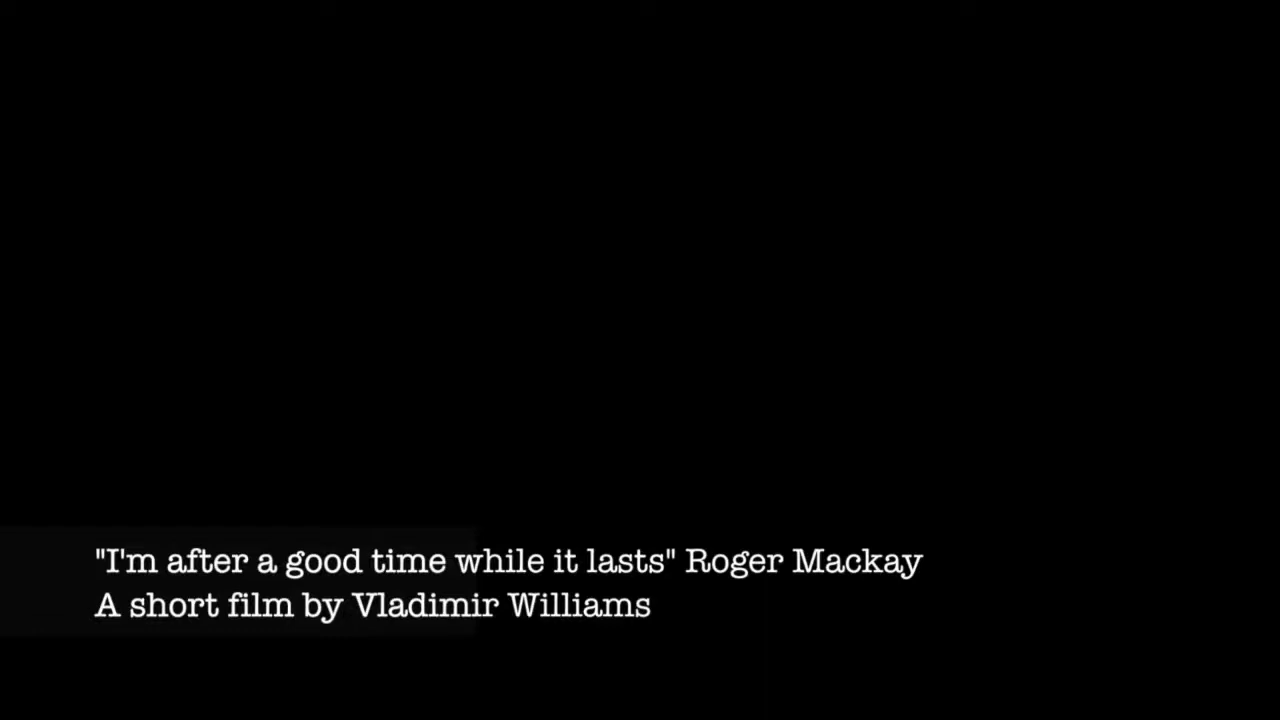 "I'm after a good time while it lasts" Roger Mackay
A short film by Vladimir Williams